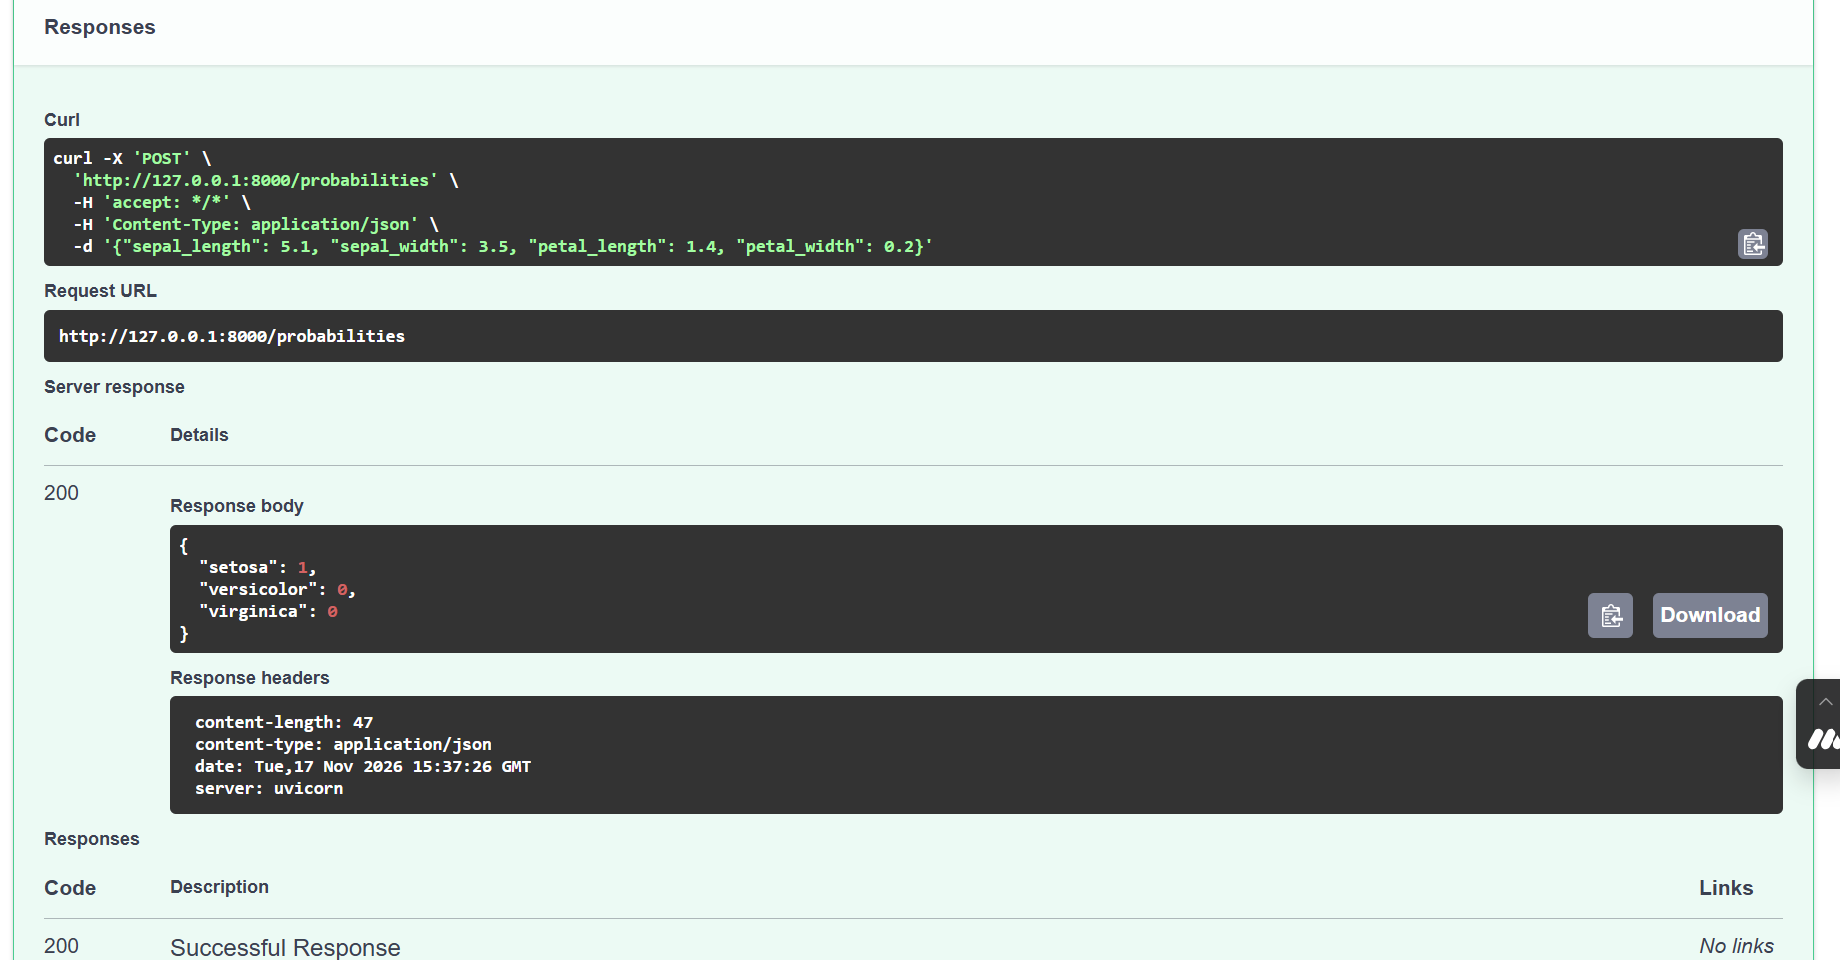 Responses
Curl
curl -X 'POST' \
  'http://127.0.0.1:8000/probabilities' \
  -H 'accept: */*' \
  -H 'Content-Type: application/json' \
  -d '{"sepal_length": 5.1, "sepal_width": 3.5, "petal_length": 1.4, "petal_width": 0.2}'
Request URL
http://127.0.0.1:8000/probabilities
Server response
Code Details
200
Response body
{
  "setosa": 1,
  "versicolor": 0,
  "virginica": 0
}
Download
Response headers
content-length: 47
content-type: application/json
date: Tue,17 Nov 2026 15:37:26 GMT
server: uvicorn
Responses
Code Description Links
200 Successful Response No links